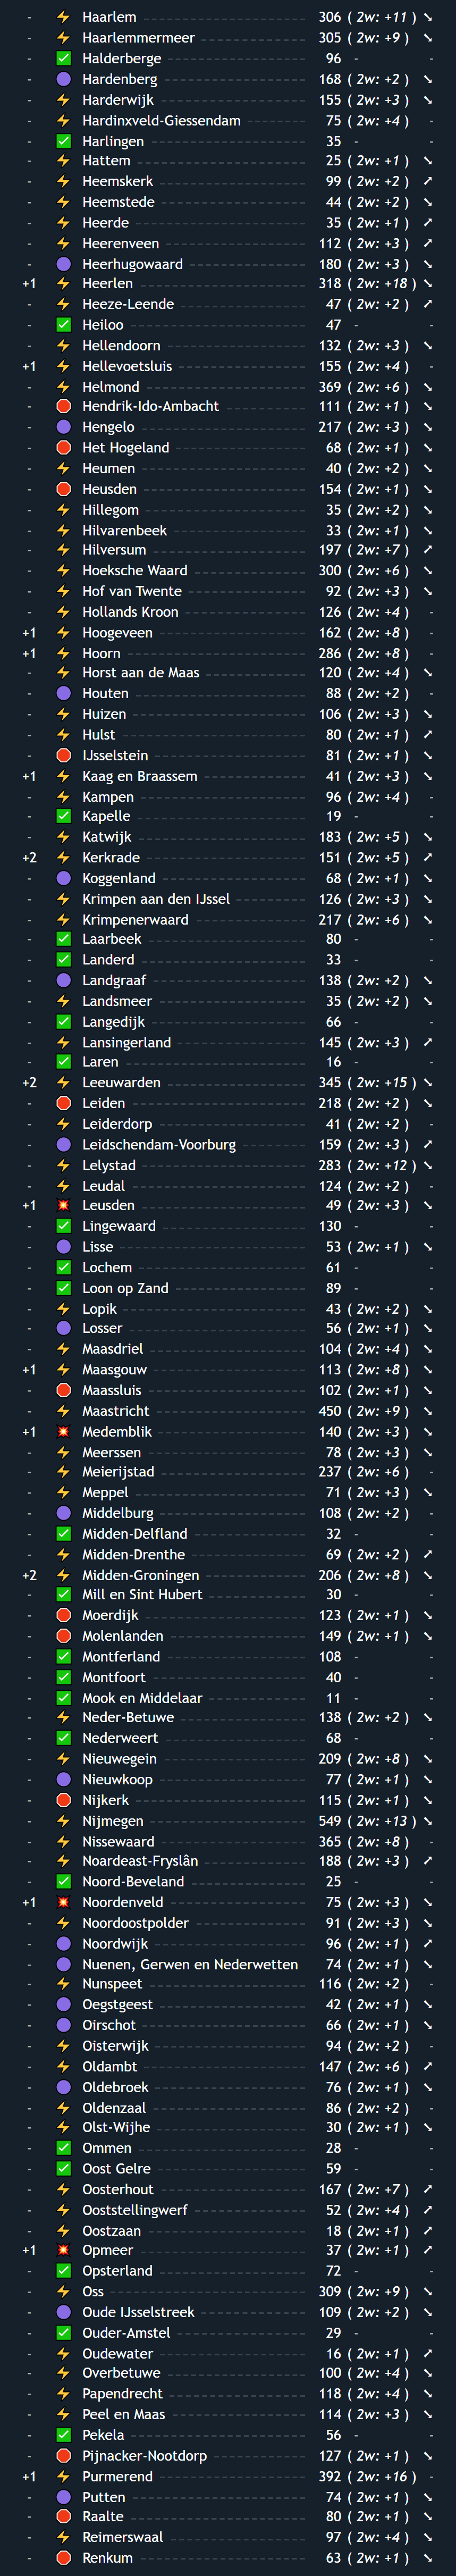 - ⚡ Haarlem 306 ( 2w: +11 ) ↘
- ⚡ Haarlemmermeer 305 ( 2w: +9 ) ↘
- ✅ Halderberge 96 - -
- 🟣 Hardenberg 168 ( 2w: +2 ) ↘
- ⚡ Harderwijk 155 ( 2w: +3 ) ↘
- ⚡ Hardinxveld-Giessendam 75 ( 2w: +4 ) -
- ✅ Harlingen 35 - -
- ⚡ Hattem 25 ( 2w: +1 ) ↘
- ⚡ Heemskerk 99 ( 2w: +2 ) ↗
- ⚡ Heemstede 44 ( 2w: +2 ) ↘
- ⚡ Heerde 35 ( 2w: +1 ) ↗
- ⚡ Heerenveen 112 ( 2w: +3 ) ↗
- 🟣 Heerhugowaard 180 ( 2w: +3 ) ↘
+1 ⚡ Heerlen 318 ( 2w: +18 ) ↘
- ⚡ Heeze-Leende 47 ( 2w: +2 ) ↗
- ✅ Heiloo 47 - -
- ⚡ Hellendoorn 132 ( 2w: +3 ) ↘
+1 ⚡ Hellevoetsluis 155 ( 2w: +4 ) -
- ⚡ Helmond 369 ( 2w: +6 ) ↘
- 🛑 Hendrik-Ido-Ambacht 111 ( 2w: +1 ) ↘
- 🟣 Hengelo 217 ( 2w: +3 ) ↘
- 🛑 Het Hogeland 68 ( 2w: +1 ) ↘
- ⚡ Heumen 40 ( 2w: +2 ) ↘
- 🛑 Heusden 154 ( 2w: +1 ) ↘
- ⚡ Hillegom 35 ( 2w: +2 ) ↘
- ⚡ Hilvarenbeek 33 ( 2w: +1 ) ↘
- ⚡ Hilversum 197 ( 2w: +7 ) ↗
- ⚡ Hoeksche Waard 300 ( 2w: +6 ) ↘
- ⚡ Hof van Twente 92 ( 2w: +3 ) ↘
- ⚡ Hollands Kroon 126 ( 2w: +4 ) -
+1 ⚡ Hoogeveen 162 ( 2w: +8 ) -
+1 ⚡ Hoorn 286 ( 2w: +8 ) -
- ⚡ Horst aan de Maas 120 ( 2w: +4 ) ↘
- 🟣 Houten 88 ( 2w: +2 ) -
- ⚡ Huizen 106 ( 2w: +3 ) ↘
- ⚡ Hulst 80 ( 2w: +1 ) ↗
- 🛑 IJsselstein 81 ( 2w: +1 ) ↘
+1 ⚡ Kaag en Braassem 41 ( 2w: +3 ) ↘
- ⚡ Kampen 96 ( 2w: +4 ) -
- ✅ Kapelle 19 - -
- ⚡ Katwijk 183 ( 2w: +5 ) ↘
+2 ⚡ Kerkrade 151 ( 2w: +5 ) ↗
- 🟣 Koggenland 68 ( 2w: +1 ) ↘
- ⚡ Krimpen aan den IJssel 126 ( 2w: +3 ) ↘
- ⚡ Krimpenerwaard 217 ( 2w: +6 ) ↘
- ✅ Laarbeek 80 - -
- ✅ Landerd 33 - -
- 🟣 Landgraaf 138 ( 2w: +2 ) ↘
- ⚡ Landsmeer 35 ( 2w: +2 ) ↘
- ✅ Langedijk 66 - -
- ⚡ Lansingerland 145 ( 2w: +3 ) ↗
- ✅ Laren 16 - -
+2 ⚡ Leeuwarden 345 ( 2w: +15 ) ↘
- 🛑 Leiden 218 ( 2w: +2 ) ↘
- ⚡ Leiderdorp 41 ( 2w: +2 ) -
- 🟣 Leidschendam-Voorburg 159 ( 2w: +3 ) ↗
- ⚡ Lelystad 283 ( 2w: +12 ) ↘
- ⚡ Leudal 124 ( 2w: +2 ) -
+1 💥 Leusden 49 ( 2w: +3 ) ↘
- ✅ Lingewaard 130 - -
- 🟣 Lisse 53 ( 2w: +1 ) ↘
- ✅ Lochem 61 - -
- ✅ Loon op Zand 89 - -
- ⚡ Lopik 43 ( 2w: +2 ) ↘
- 🟣 Losser 56 ( 2w: +1 ) ↘
- ⚡ Maasdriel 104 ( 2w: +4 ) ↘
+1 ⚡ Maasgouw 113 ( 2w: +8 ) ↘
- 🛑 Maassluis 102 ( 2w: +1 ) ↘
- ⚡ Maastricht 450 ( 2w: +9 ) ↘
+1 💥 Medemblik 140 ( 2w: +3 ) ↘
- ⚡ Meerssen 78 ( 2w: +3 ) ↘
- ⚡ Meierijstad 237 ( 2w: +6 ) -
- ⚡ Meppel 71 ( 2w: +3 ) ↘
- 🟣 Middelburg 108 ( 2w: +2 ) -
- ✅ Midden-Delfland 32 - -
- ⚡ Midden-Drenthe 69 ( 2w: +2 ) ↗
+2 ⚡ Midden-Groningen 206 ( 2w: +8 ) ↘
- ✅ Mill en Sint Hubert 30 - -
- 🛑 Moerdijk 123 ( 2w: +1 ) ↘
- 🛑 Molenlanden 149 ( 2w: +1 ) ↘
- ✅ Montferland 108 - -
- ✅ Montfoort 40 - -
- ✅ Mook en Middelaar 11 - -
- ⚡ Neder-Betuwe 138 ( 2w: +2 ) ↘
- ✅ Nederweert 68 - -
- ⚡ Nieuwegein 209 ( 2w: +8 ) ↘
- 🟣 Nieuwkoop 77 ( 2w: +1 ) ↘
- 🛑 Nijkerk 115 ( 2w: +1 ) ↘
- ⚡ Nijmegen 549 ( 2w: +13 ) ↘
- ⚡ Nissewaard 365 ( 2w: +8 ) -
- ⚡ Noardeast-Fryslân 188 ( 2w: +3 ) ↗
- ✅ Noord-Beveland 25 - -
+1 💥 Noordenveld 75 ( 2w: +3 ) ↘
- ⚡ Noordoostpolder 91 ( 2w: +3 ) ↘
- 🟣 Noordwijk 96 ( 2w: +1 ) ↗
- 🟣 Nuenen, Gerwen en Nederwetten 74 ( 2w: +1 ) ↘
- ⚡ Nunspeet 116 ( 2w: +2 ) -
- 🟣 Oegstgeest 42 ( 2w: +1 ) ↘
- 🟣 Oirschot 66 ( 2w: +1 ) ↘
- ⚡ Oisterwijk 94 ( 2w: +2 ) -
- ⚡ Oldambt 147 ( 2w: +6 ) ↗
- 🟣 Oldebroek 76 ( 2w: +1 ) ↘
- ⚡ Oldenzaal 86 ( 2w: +2 ) -
- ⚡ Olst-Wijhe 30 ( 2w: +1 ) ↘
- ✅ Ommen 28 - -
- ✅ Oost Gelre 59 - -
- ⚡ Oosterhout 167 ( 2w: +7 ) ↗
- ⚡ Ooststellingwerf 52 ( 2w: +4 ) ↗
- ⚡ Oostzaan 18 ( 2w: +1 ) ↗
+1 💥 Opmeer 37 ( 2w: +1 ) ↗
- ✅ Opsterland 72 - -
- ⚡ Oss 309 ( 2w: +9 ) ↘
- 🟣 Oude IJsselstreek 109 ( 2w: +2 ) ↘
- ✅ Ouder-Amstel 29 - -
- ⚡ Oudewater 16 ( 2w: +1 ) ↗
- ⚡ Overbetuwe 100 ( 2w: +4 ) ↘
- ⚡ Papendrecht 118 ( 2w: +4 ) ↘
- ⚡ Peel en Maas 114 ( 2w: +3 ) ↘
- ✅ Pekela 56 - -
- 🛑 Pijnacker-Nootdorp 127 ( 2w: +1 ) ↘
+1 ⚡ Purmerend 392 ( 2w: +16 ) -
- 🟣 Putten 74 ( 2w: +1 ) ↘
- 🛑 Raalte 80 ( 2w: +1 ) ↘
- ⚡ Reimerswaal 97 ( 2w: +4 ) ↘
- 🛑 Renkum 63 ( 2w: +1 ) ↘